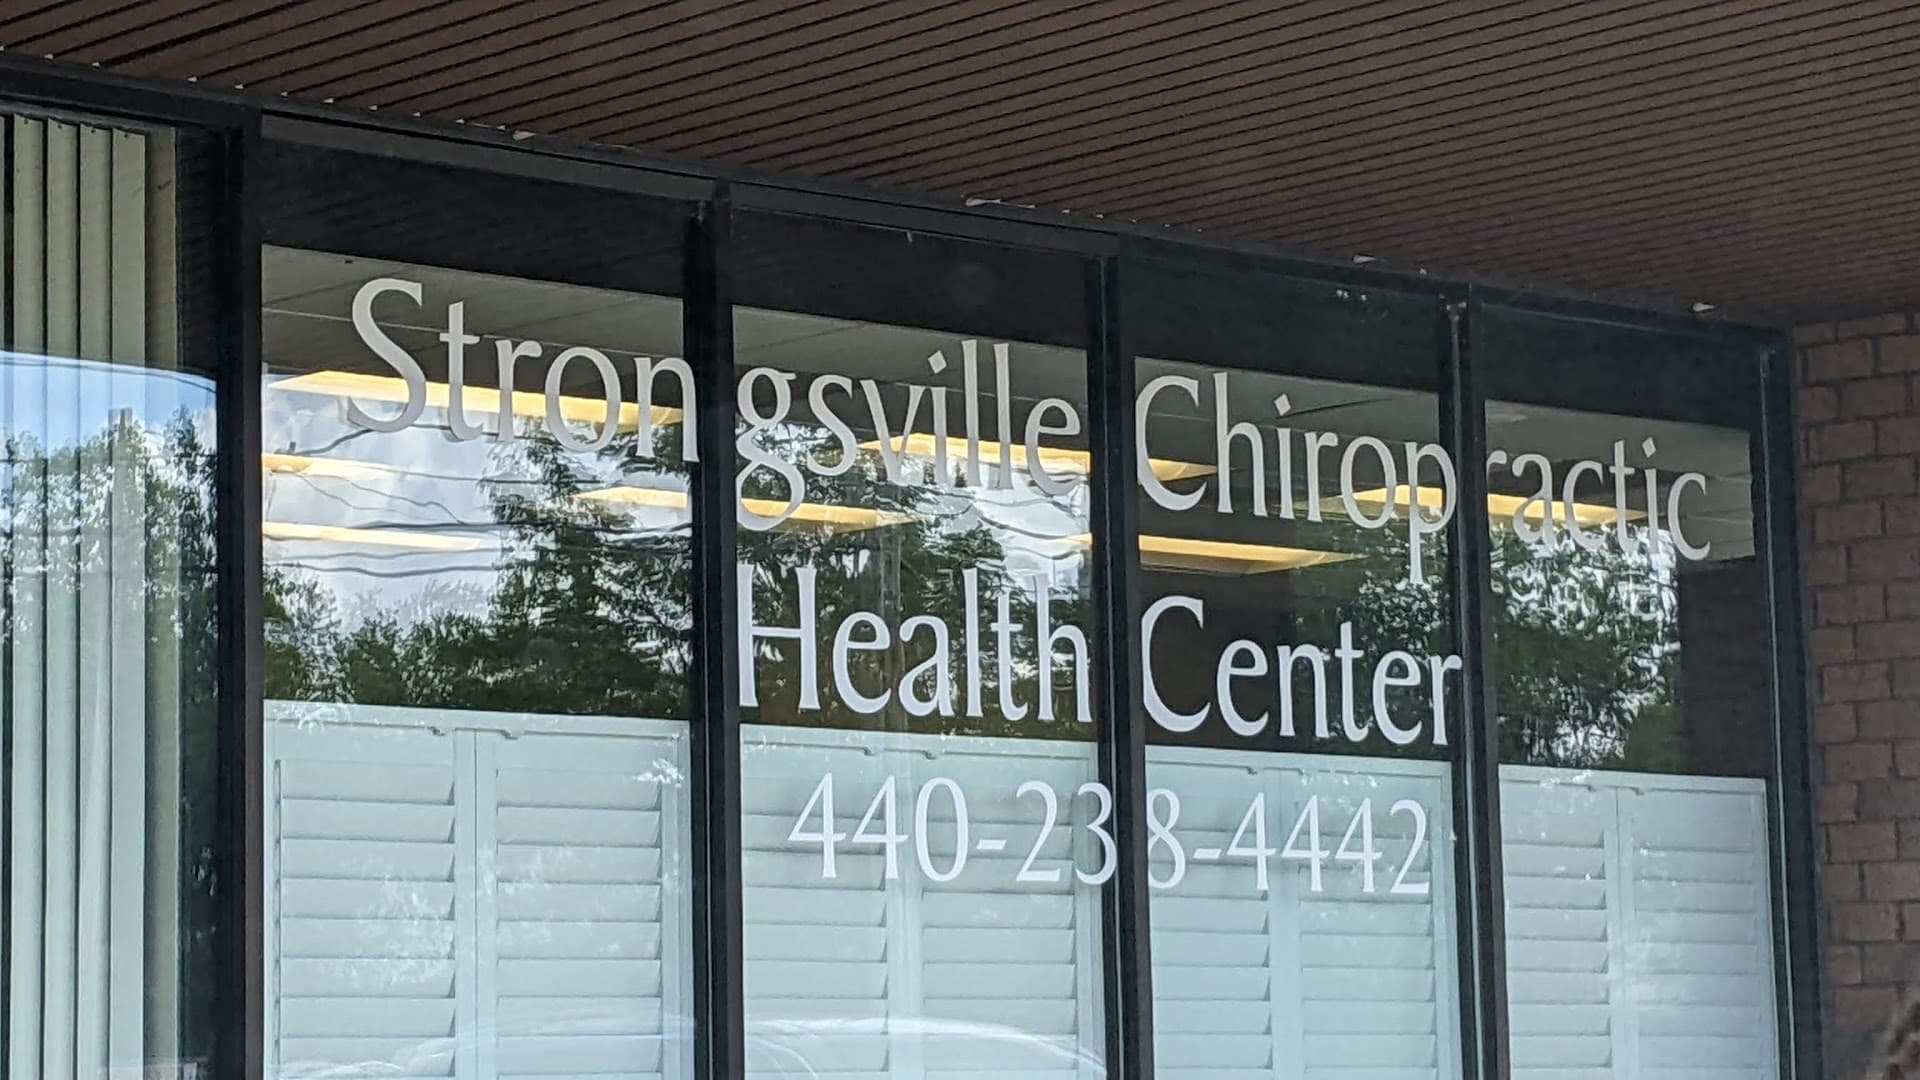 Strongsville Chiropractic
Health Center
440-238-4442